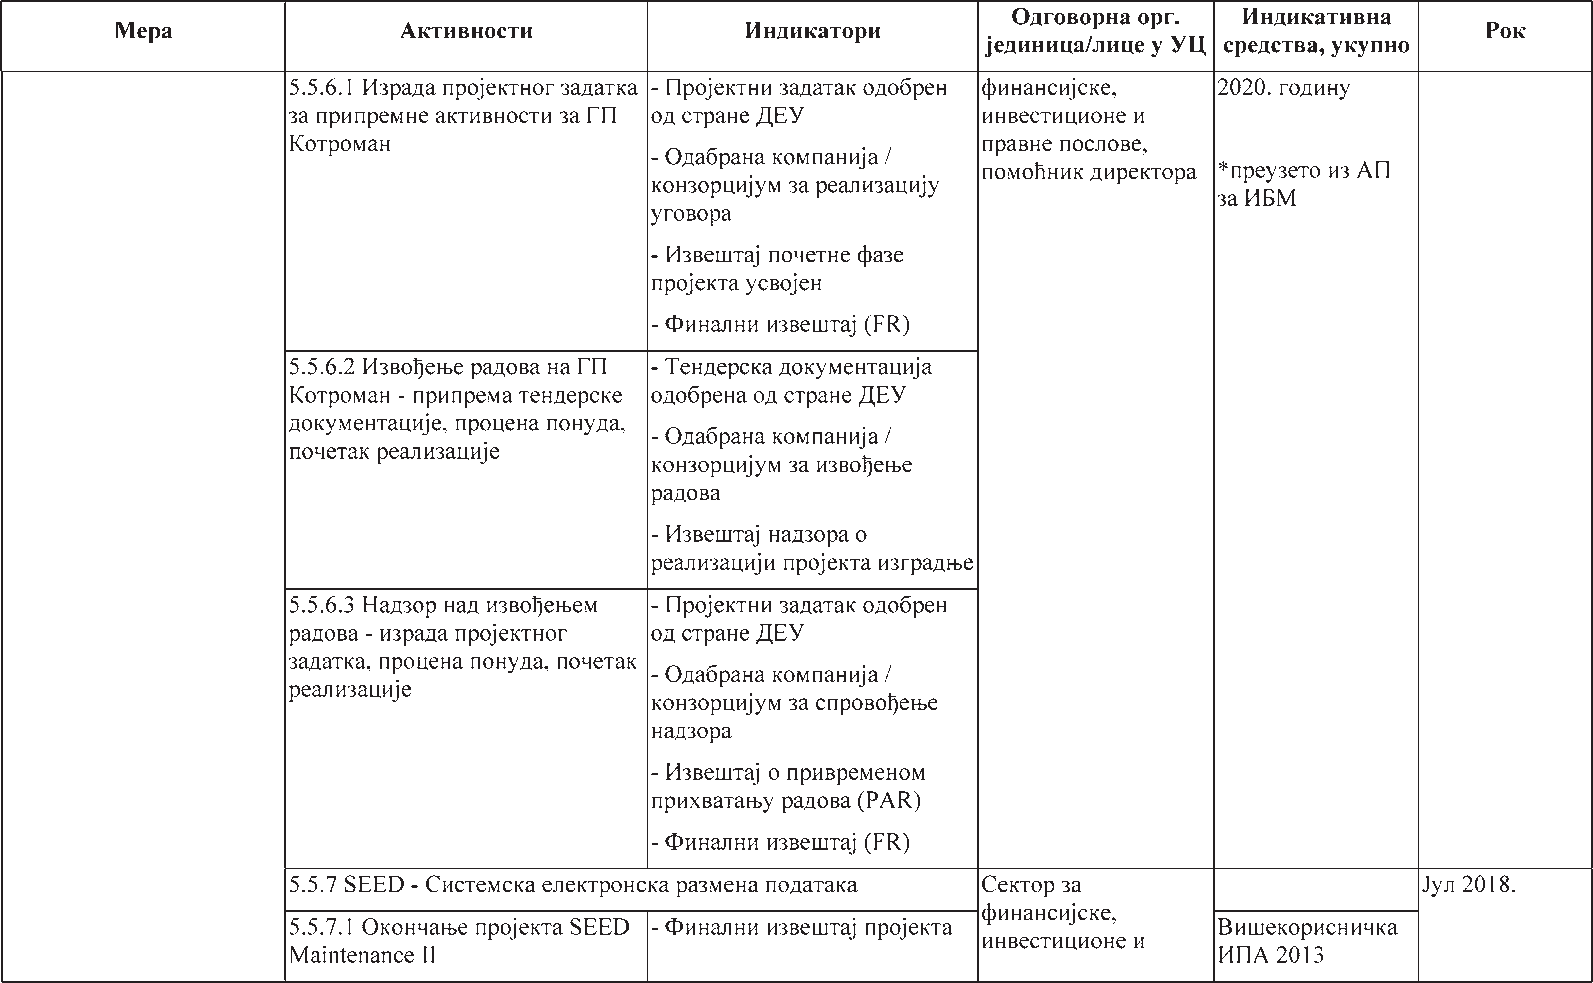 Мера
Активности
Индикатори
Одговорна орг.
јединица/лице у УЦ
Индикативна
средства, укупно
Рок
5.5.6.1 Израда пројектног задатка
за припремне активности за ГП
Котроман
- Пројектни задатак одобрен
од стране ДЕУ
- Одабрана компанија /
конзорцијум за реализацију
уговора
- Извештај почетне фазе
пројекта усвојен
- Финални извештај (FR)
финансијске,
инвестиционе и
правне послове,
помоћник директора
2020. годину
*преузето из АП
за ИБМ
5.5.6.2 Извођење радова на ГП
Котроман - припрема тендерске
документације, процена понуда,
почетак реализације
- Тендерска документација
одобрена од стране ДЕУ
- Одабрана компанија /
конзорцијум за извођење
радова
- Извештај надзора о
реализацији пројекта изградње
5.5.6.3 Надзор над извођењем
радова - израда пројектног
задатка, процена понуда, почетак
реализације
- Пројектни задатак одобрен
од стране ДЕУ
- Одабрана компанија /
конзорцијум за спровођење
надзора
- Извештај о привременом
прихватању радова (PAR)
- Финални извештај (FR)
5.5.7 SEED - Системска електронска размена података
Сектор за
финансијске,
инвестиционе и
Јул 2018.
5.5.7.1 Окончање пројекта SEED
Maintenance II
- Финални извештај пројекта
Вишекорисничка
ИПА 2013